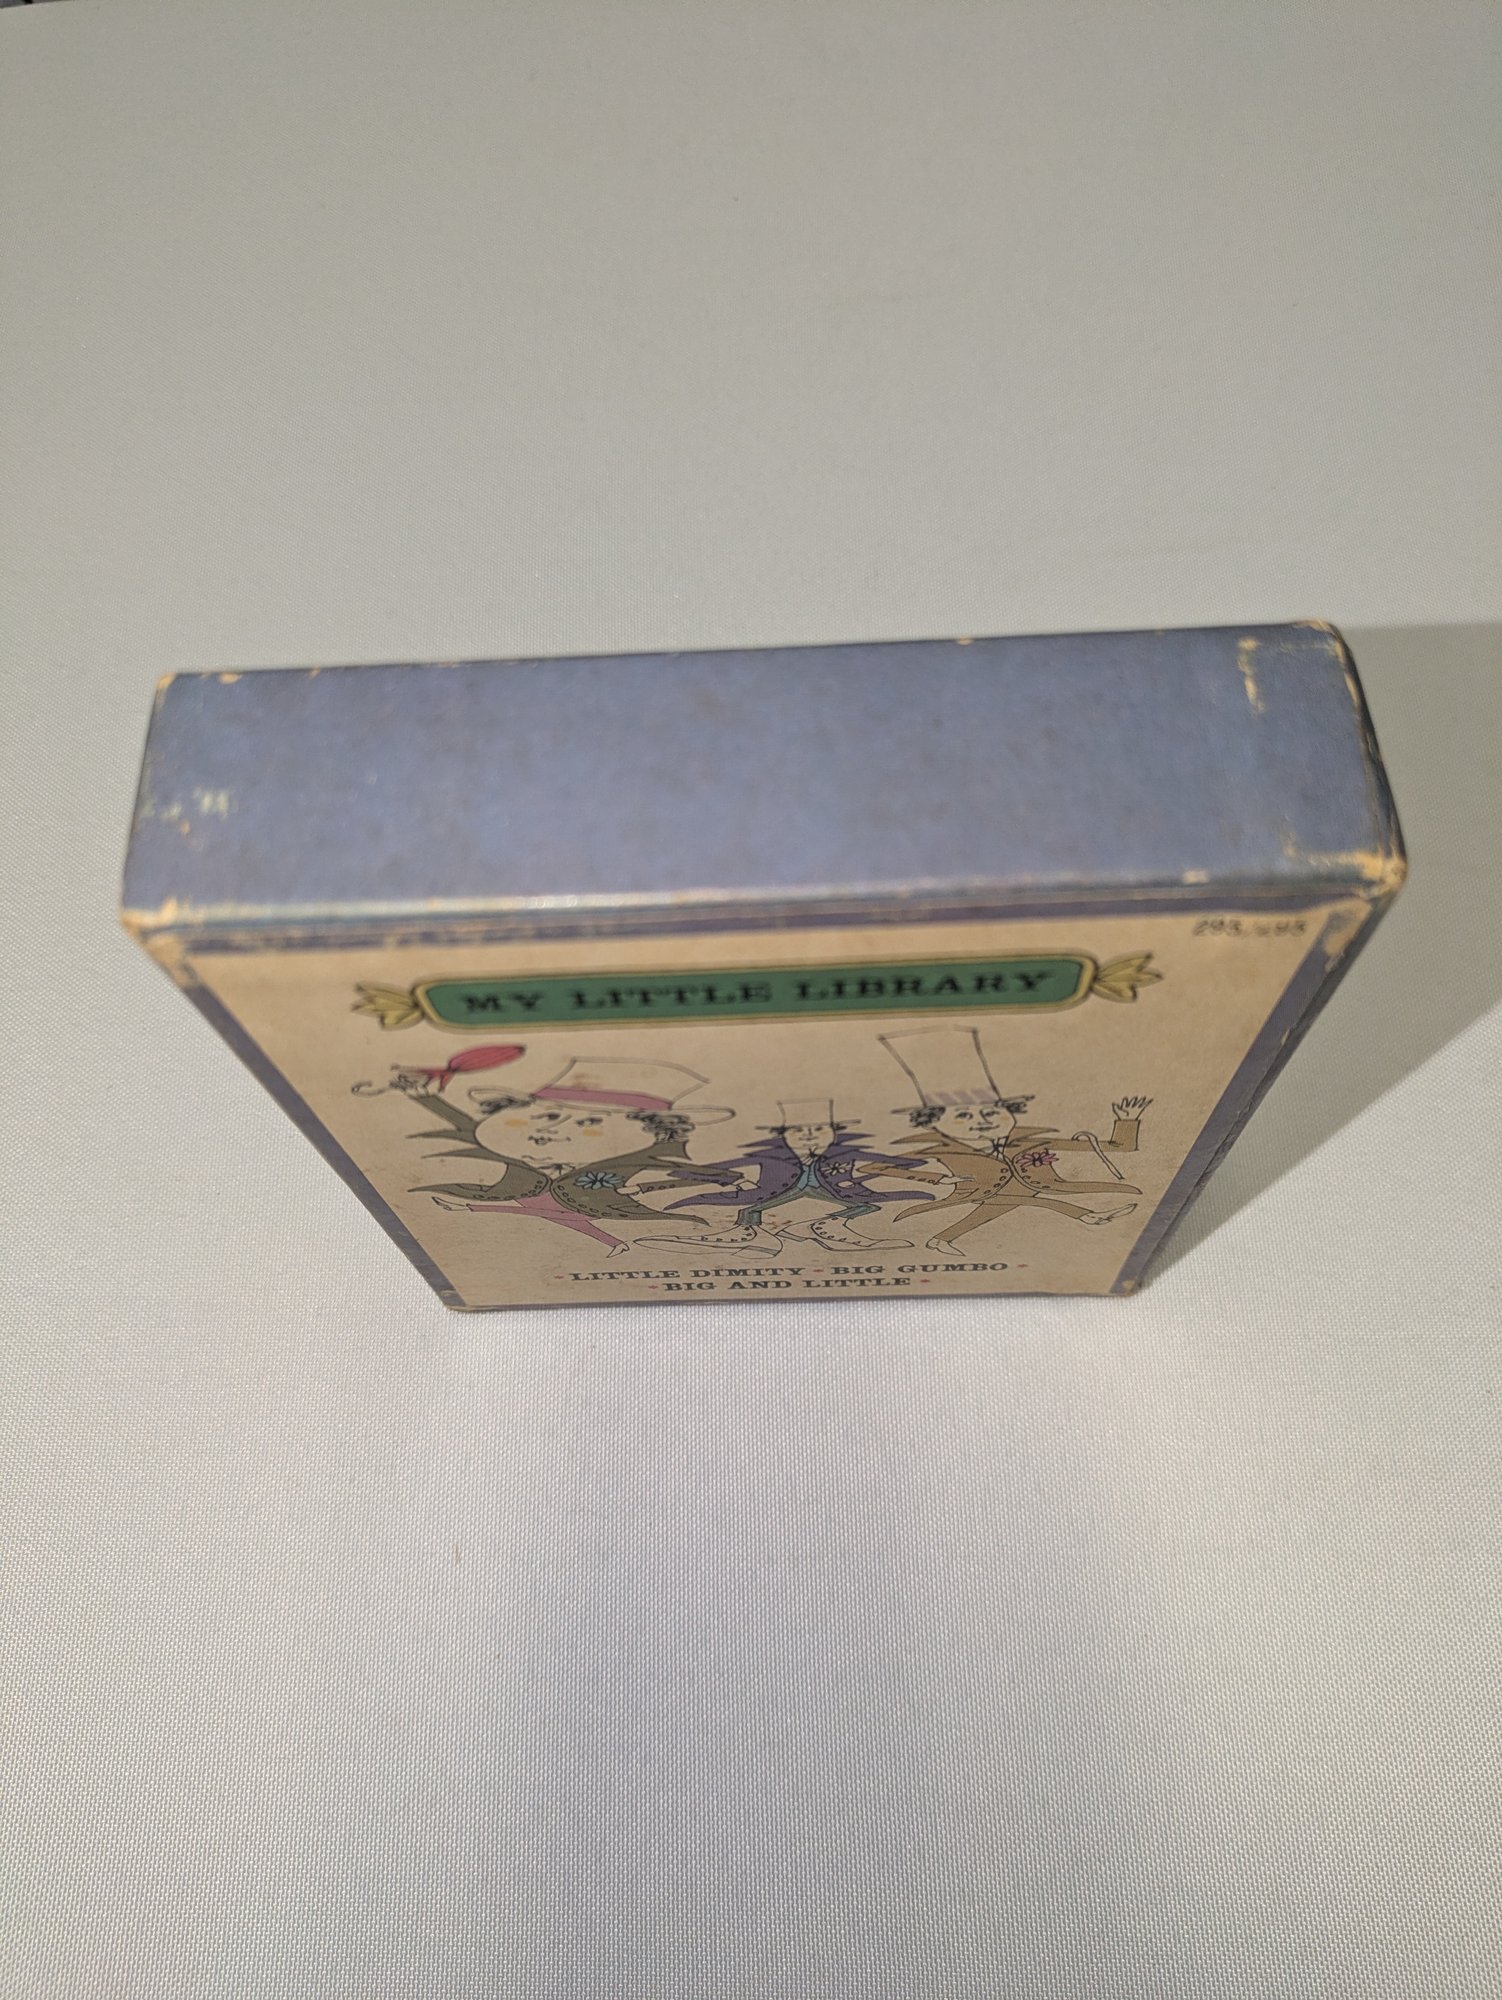 MY LITTLE LIBRARY
• LITTLE DIMITY • BIG GUMBO •
• BIG AND LITTLE •